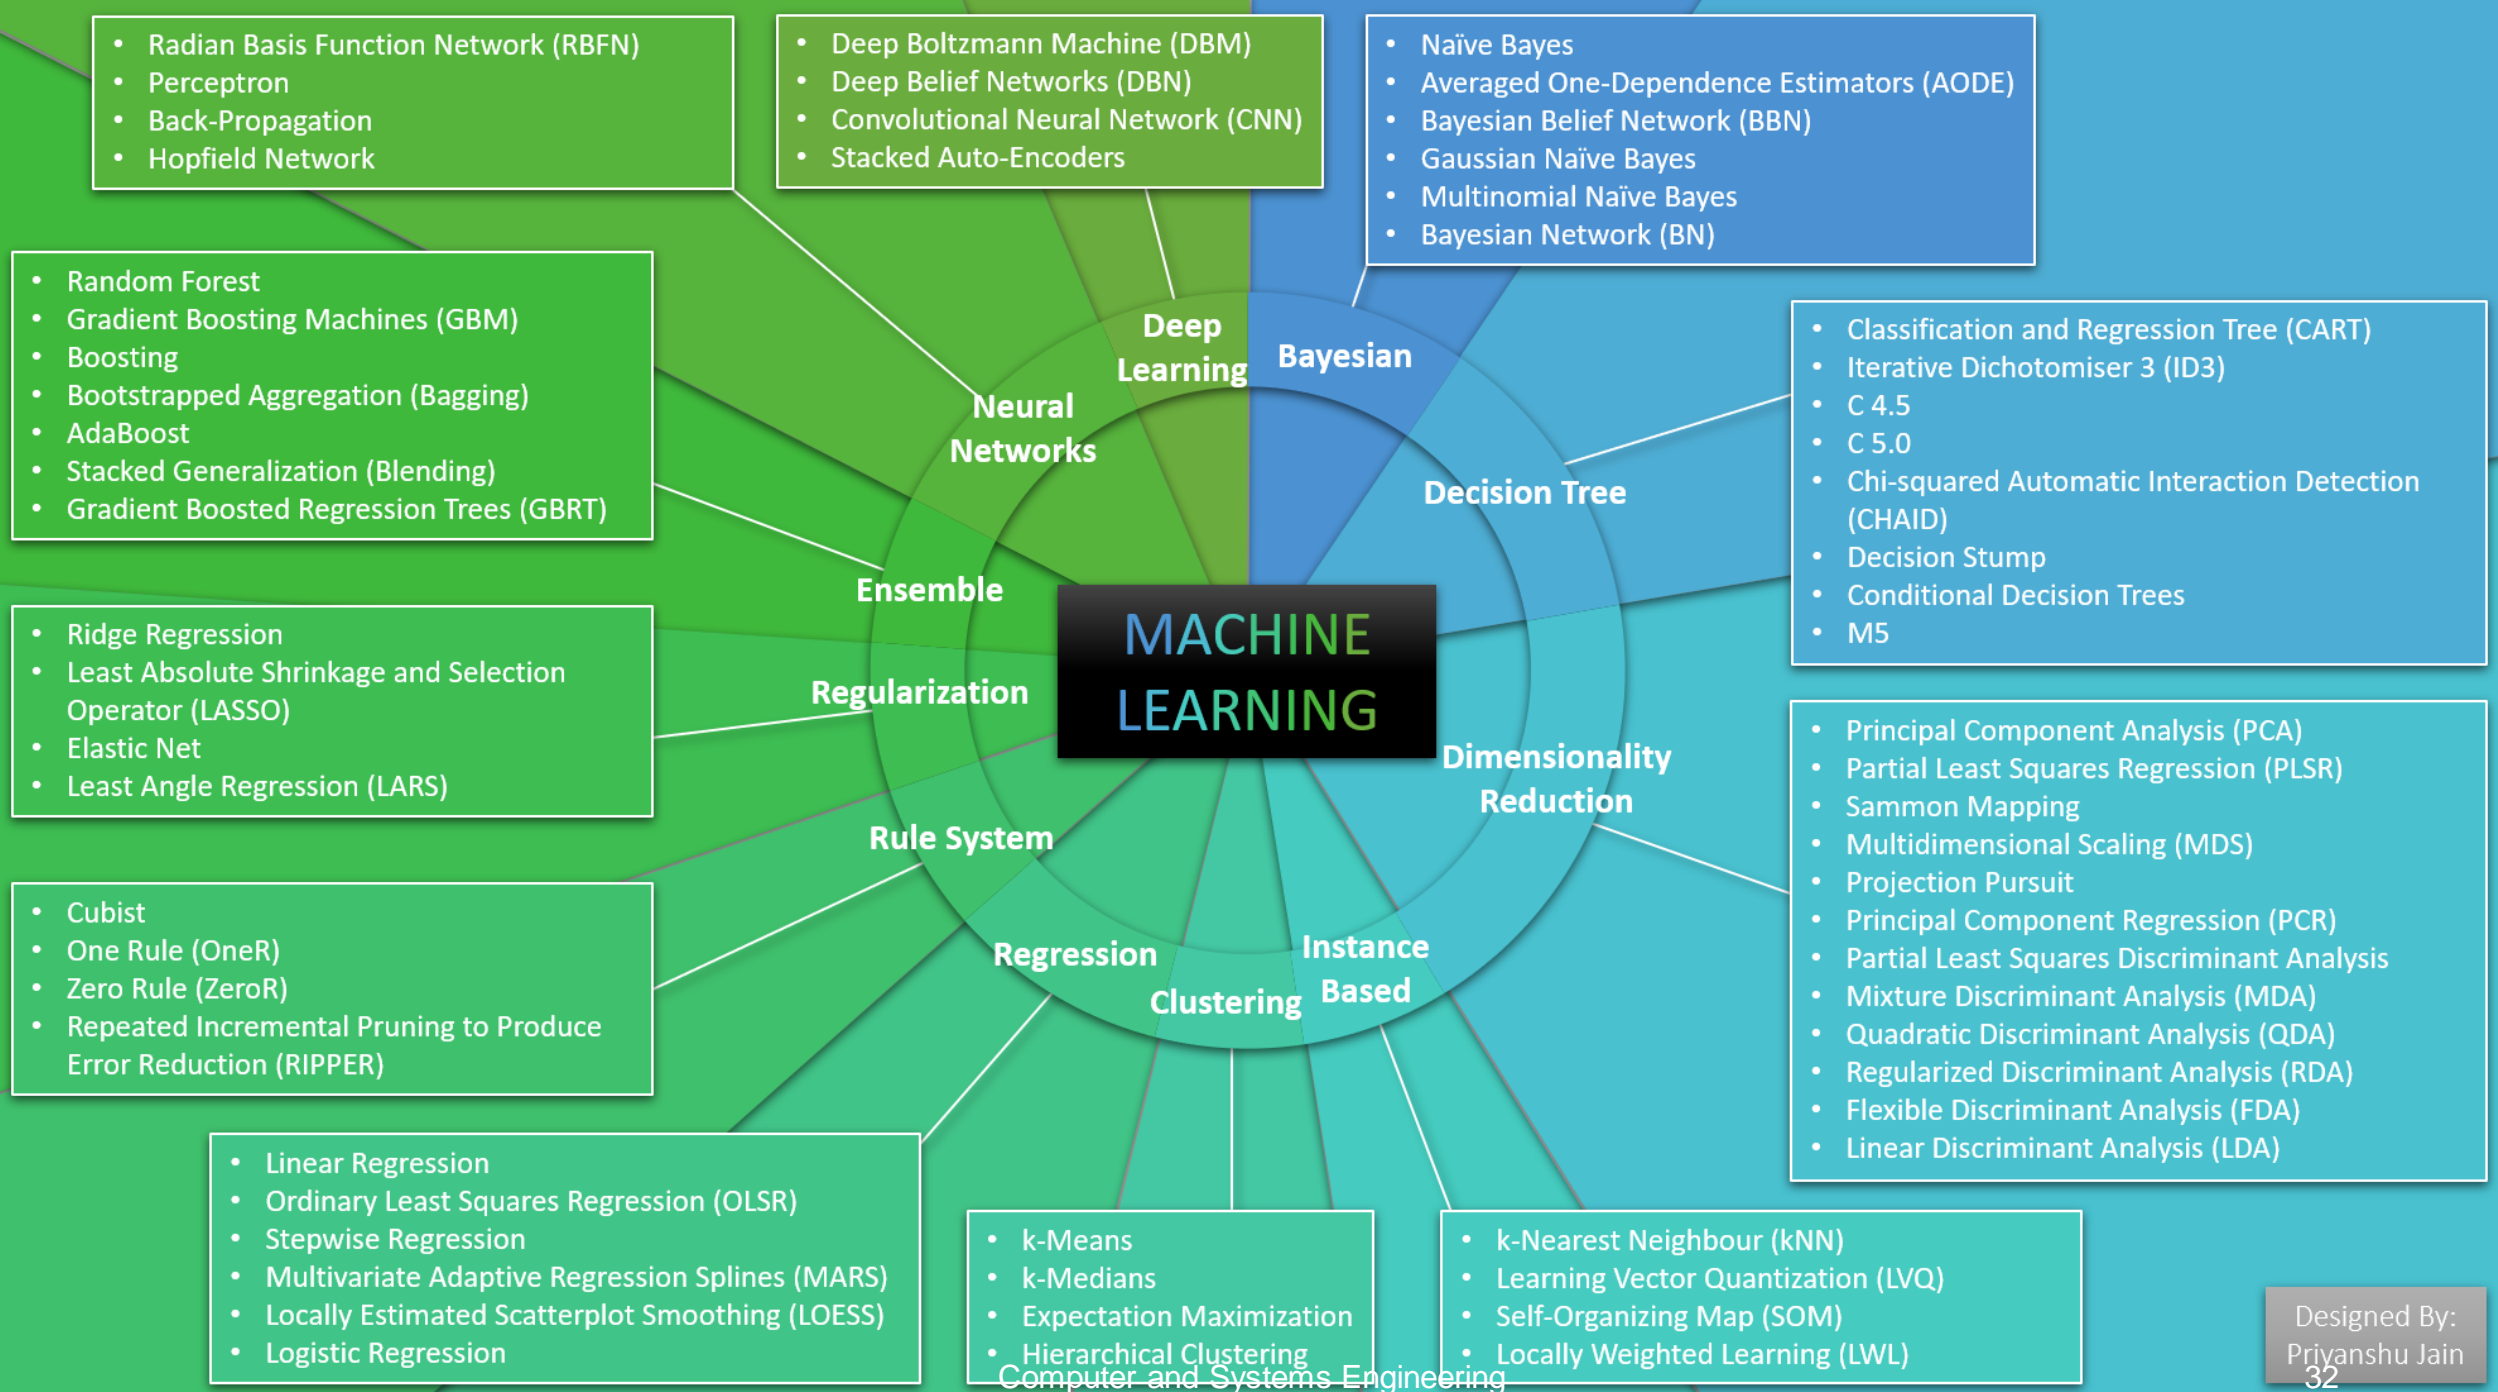 • Radian Basis Function Network (RBFN)
• Perceptron
• Back-Propagation
• Hopfield Network
• Deep Boltzmann Machine (DBM)
• Deep Belief Networks (DBN)
• Convolutional Neural Network (CNN)
• Stacked Auto-Encoders
• Naïve Bayes
• Averaged One-Dependence Estimators (AODE)
• Bayesian Belief Network (BBN)
• Gaussian Naïve Bayes
• Multinomial Naïve Bayes
• Bayesian Network (BN)
• Random Forest
• Gradient Boosting Machines (GBM)
• Boosting
• Bootstrapped Aggregation (Bagging)
• AdaBoost
• Stacked Generalization (Blending)
• Gradient Boosted Regression Trees (GBRT)
• Classification and Regression Tree (CART)
• Iterative Dichotomiser 3 (ID3)
• C 4.5
• C 5.0
• Chi-squared Automatic Interaction Detection
(CHAID)
• Decision Stump
• Conditional Decision Trees
• M5
Deep
Learning
Bayesian
Neural
Networks
Decision Tree
Ensemble
MACHINE
LEARNING
Regularization
Dimensionality
Reduction
Rule System
Regression
Clustering
Instance
Based
• Ridge Regression
• Least Absolute Shrinkage and Selection
Operator (LASSO)
• Elastic Net
• Least Angle Regression (LARS)
• Principal Component Analysis (PCA)
• Partial Least Squares Regression (PLSR)
• Sammon Mapping
• Multidimensional Scaling (MDS)
• Projection Pursuit
• Principal Component Regression (PCR)
• Partial Least Squares Discriminant Analysis
• Mixture Discriminant Analysis (MDA)
• Quadratic Discriminant Analysis (QDA)
• Regularized Discriminant Analysis (RDA)
• Flexible Discriminant Analysis (FDA)
• Linear Discriminant Analysis (LDA)
• Cubist
• One Rule (OneR)
• Zero Rule (ZeroR)
• Repeated Incremental Pruning to Produce
Error Reduction (RIPPER)
• Linear Regression
• Ordinary Least Squares Regression (OLSR)
• Stepwise Regression
• Multivariate Adaptive Regression Splines (MARS)
• Locally Estimated Scatterplot Smoothing (LOESS)
• Logistic Regression
• k-Means
• k-Medians
• Expectation Maximization
• Hierarchical Clustering
• k-Nearest Neighbour (kNN)
• Learning Vector Quantization (LVQ)
• Self-Organizing Map (SOM)
• Locally Weighted Learning (LWL)
Designed By:
Priyanshu Jain
Computer and Systems Engineering
32